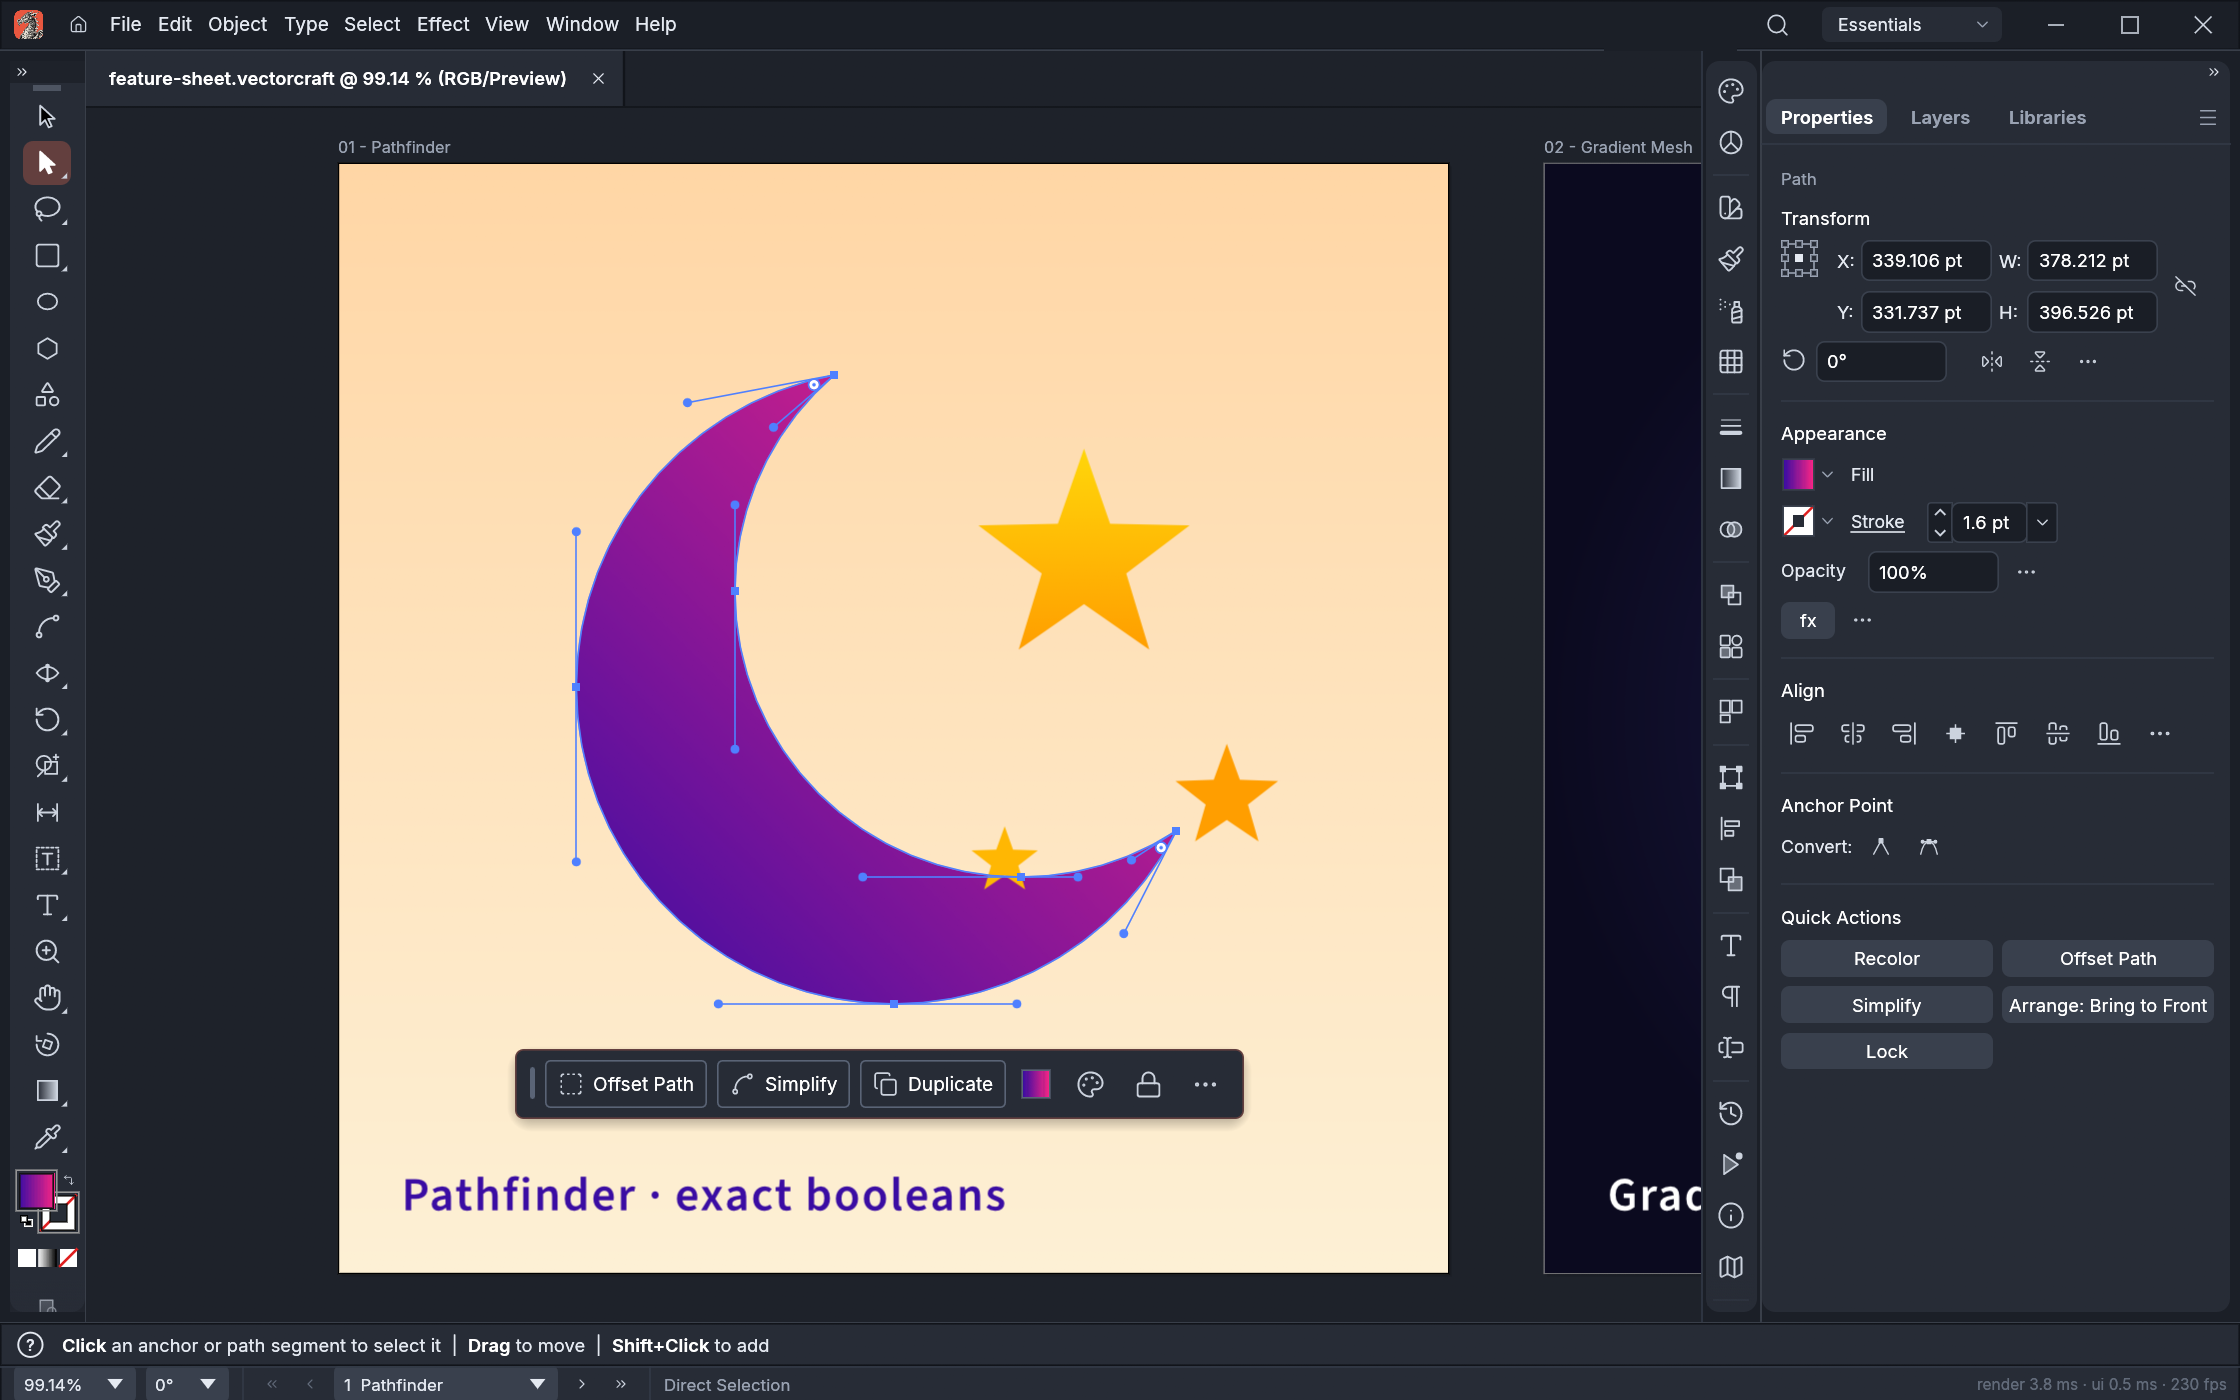 File Edit Object Type Select Effect View Window Help
Essentials
feature-sheet.vectorcraft @ 99.14 % (RGB/Preview)
01 - Pathfinder
02 - Gradient Mesh
Properties Layers Libraries
Path
Transform
X: 339.106 pt W: 378.212 pt
Y: 331.737 pt H: 396.526 pt
0°
Appearance
Fill
Stroke 1.6 pt
Opacity 100%
fx
Align
Anchor Point
Convert:
Quick Actions
Recolor Offset Path
Simplify Arrange: Bring to Front
Lock
Offset Path Simplify Duplicate
Pathfinder · exact booleans
Grad
Click an anchor or path segment to select it | Drag to move | Shift+Click to add
99.14% 0° 1 Pathfinder Direct Selection
render 3.8 ms · ui 0.5 ms · 230 fps